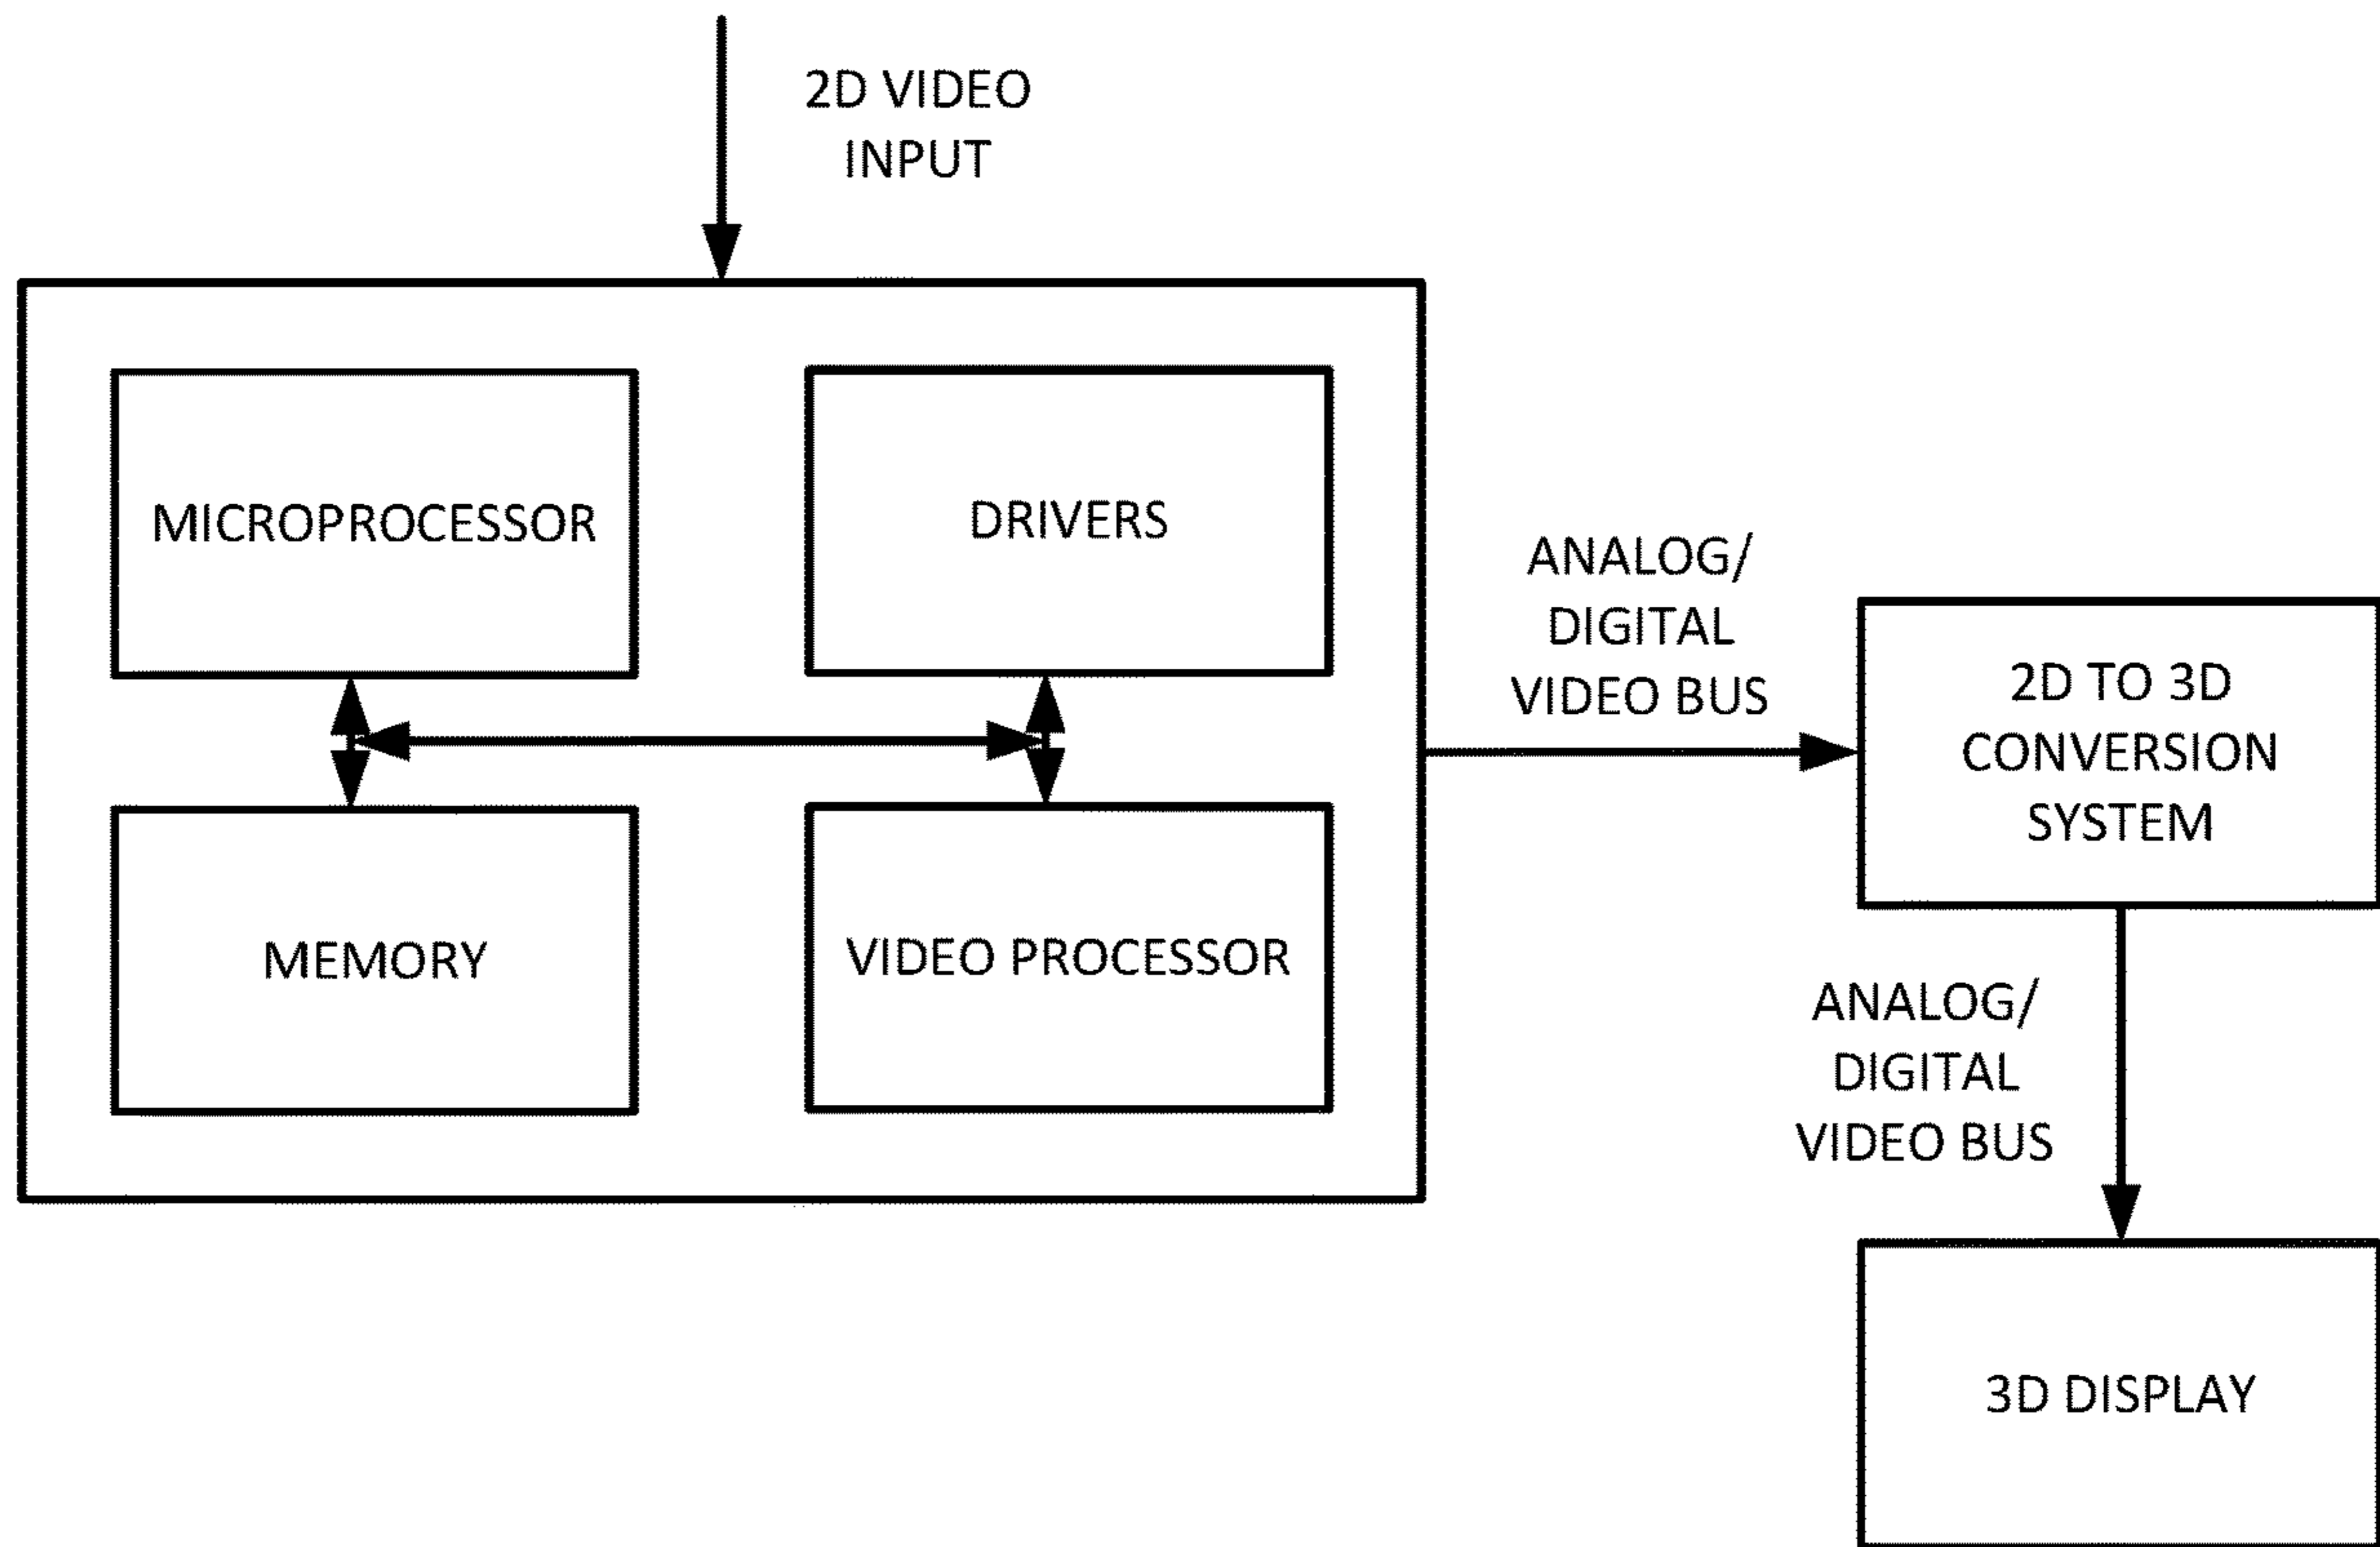 2D VIDEO
INPUT
MICROPROCESSOR
DRIVERS
MEMORY
VIDEO PROCESSOR
ANALOG/
DIGITAL
VIDEO BUS
2D TO 3D
CONVERSION
SYSTEM
ANALOG/
DIGITAL
VIDEO BUS
3D DISPLAY